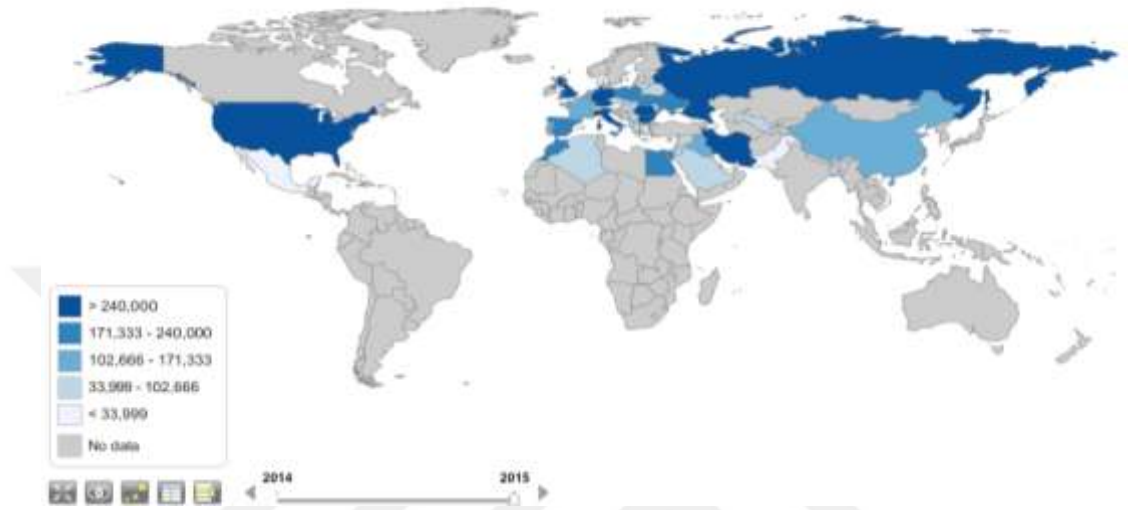 > 240,000
171,333 - 240,000
102,666 - 171,333
33,999 - 102,666
< 33,999
No data
2014 2015